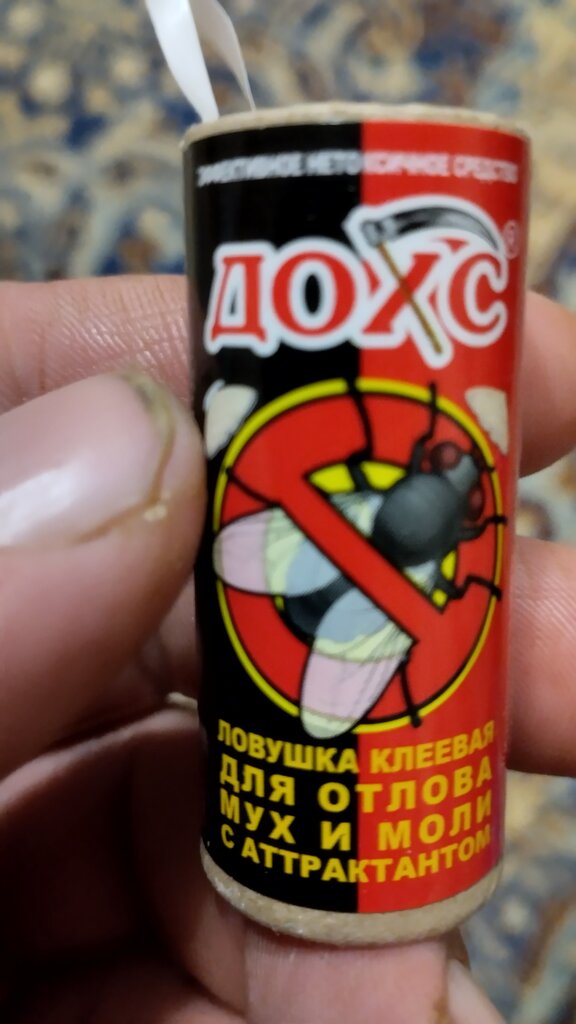 ЭФФЕКТИВНОЕ НЕТОКСИЧНОЕ СРЕДСТВО
ДОХС®
ЛОВУШКА КЛЕЕВАЯ
ДЛЯ ОТЛОВА
МУХ И МОЛИ
С АТТРАКТАНТОМ